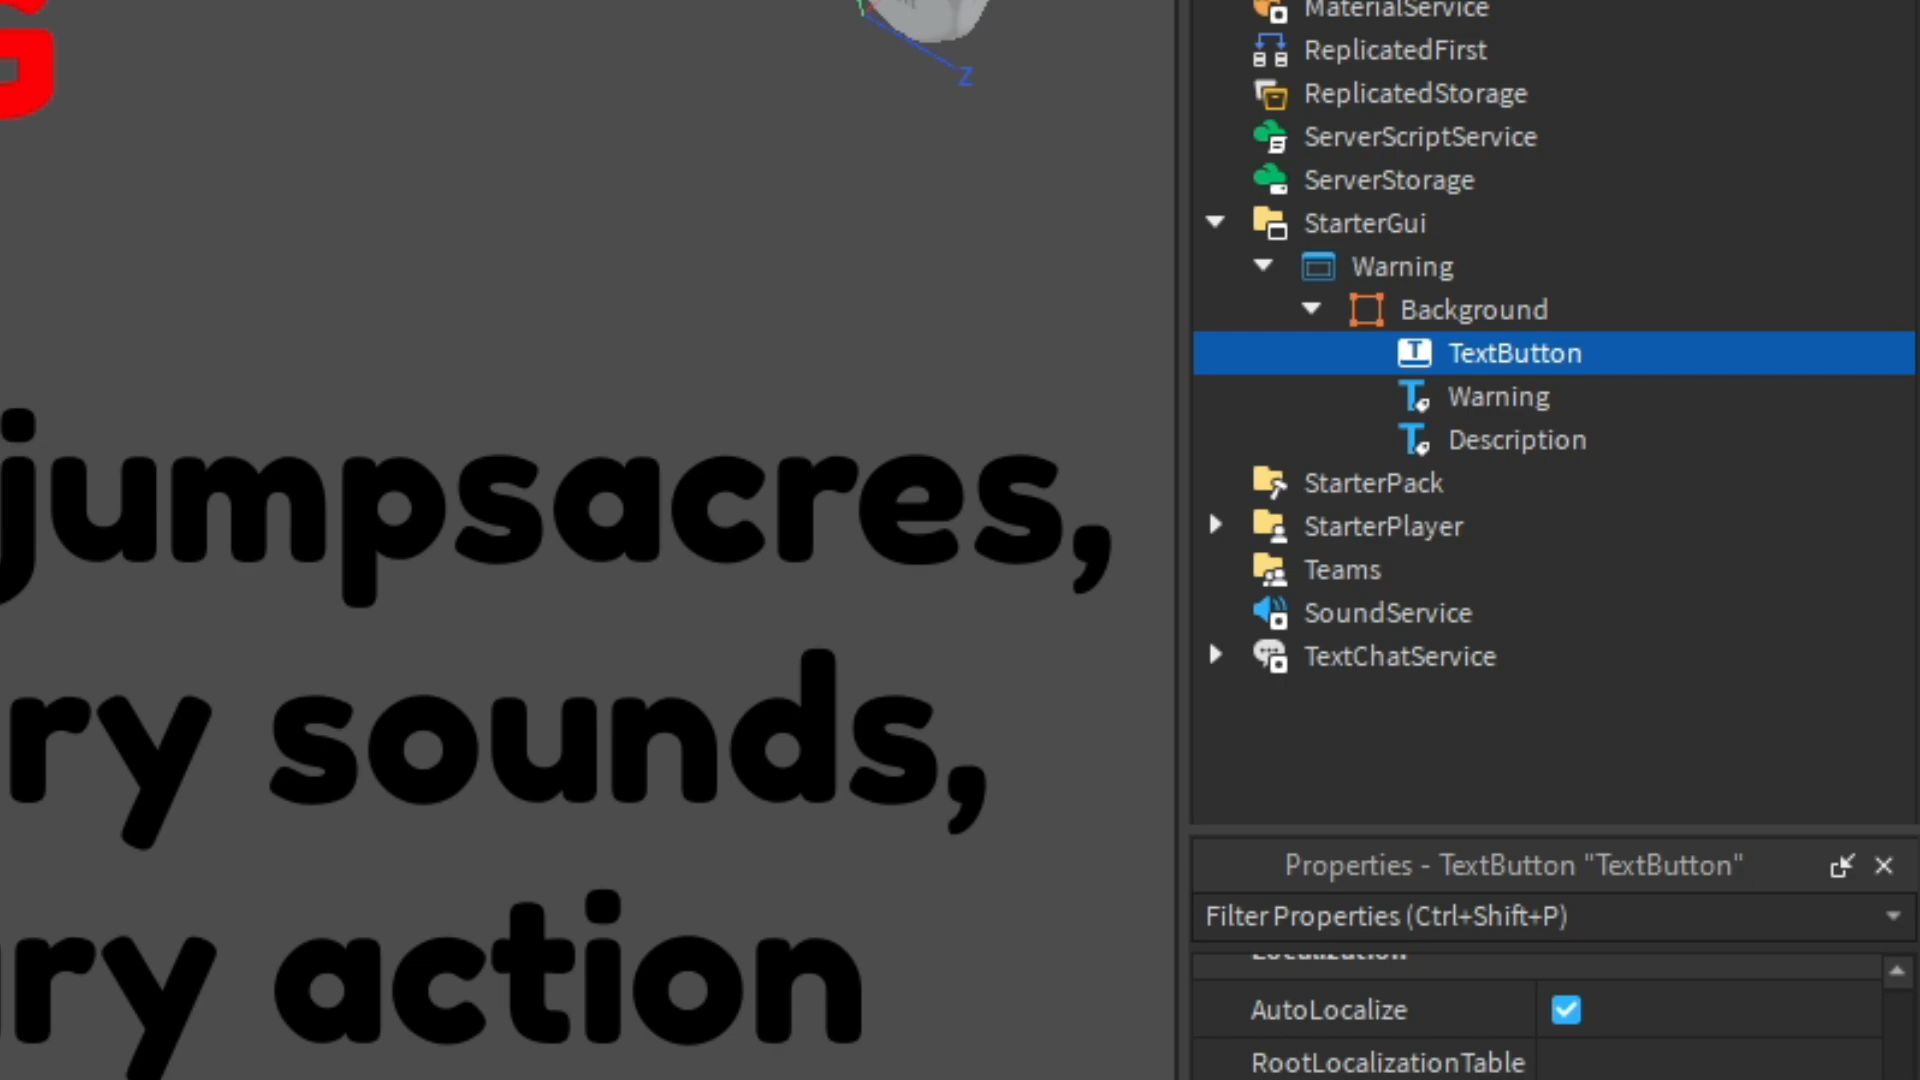 G
Z
jumpsacres,
ry sounds,
ry action
MaterialService
ReplicatedFirst
ReplicatedStorage
ServerScriptService
ServerStorage
StarterGui
Warning
Background
TextButton
Warning
Description
StarterPack
StarterPlayer
Teams
SoundService
TextChatService
Properties - TextButton "TextButton"
Filter Properties (Ctrl+Shift+P)
Localization
AutoLocalize
RootLocalizationTable